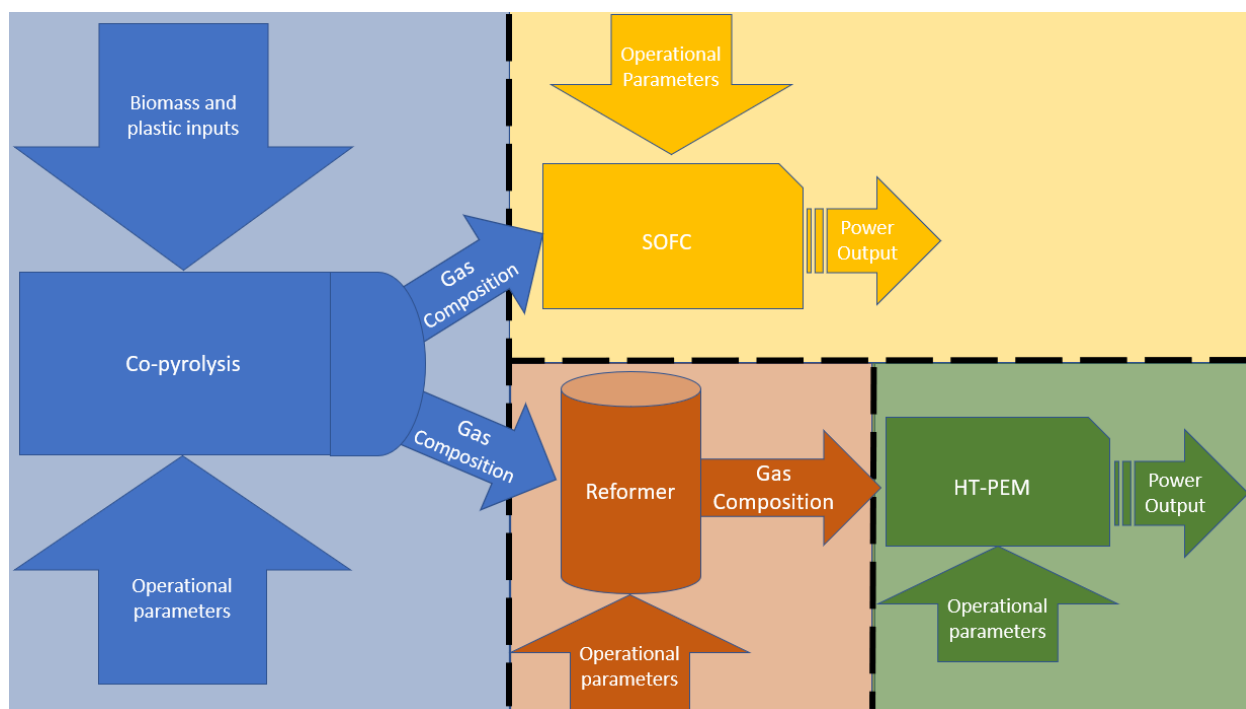 Biomass and
plastic inputs
Co-pyrolysis
Operational
parameters
Gas
Composition
Gas
Composition
Operational
Parameters
SOFC
Power
Output
Reformer
Gas
Composition
Operational
parameters
HT-PEM
Power
Output
Operational
parameters